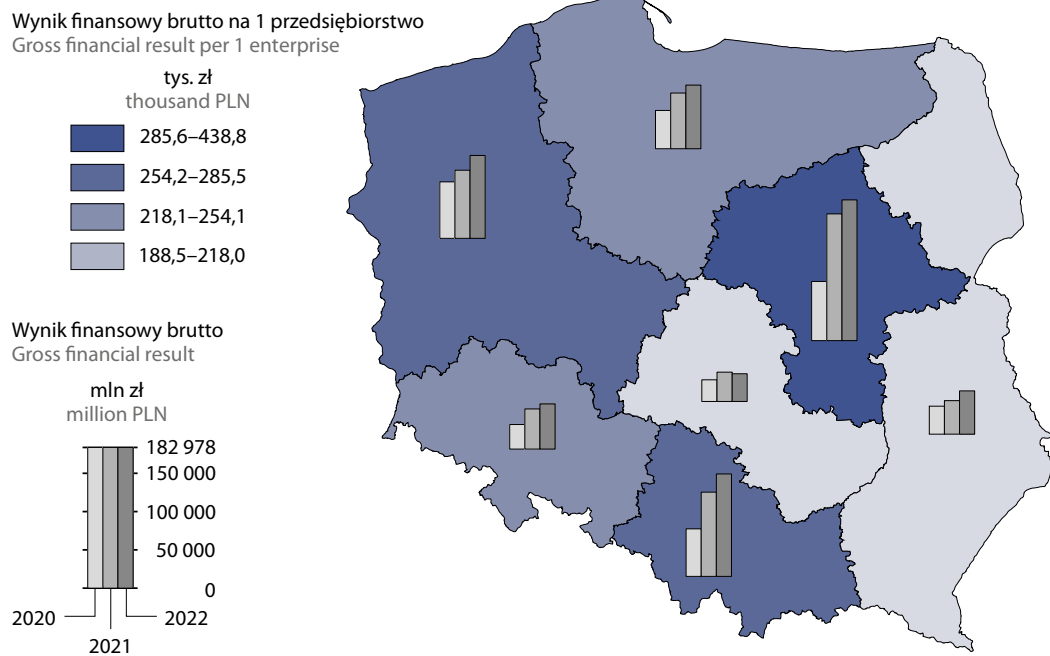 Wynik finansowy brutto na 1 przedsiębiorstwo
Gross financial result per 1 enterprise
tys. zł
thousand PLN
285,6–438,8
254,2–285,5
218,1–254,1
188,5–218,0
Wynik finansowy brutto
Gross financial result
mln zł
million PLN
182 978
150 000
100 000
50 000
0
2020
2022
2021